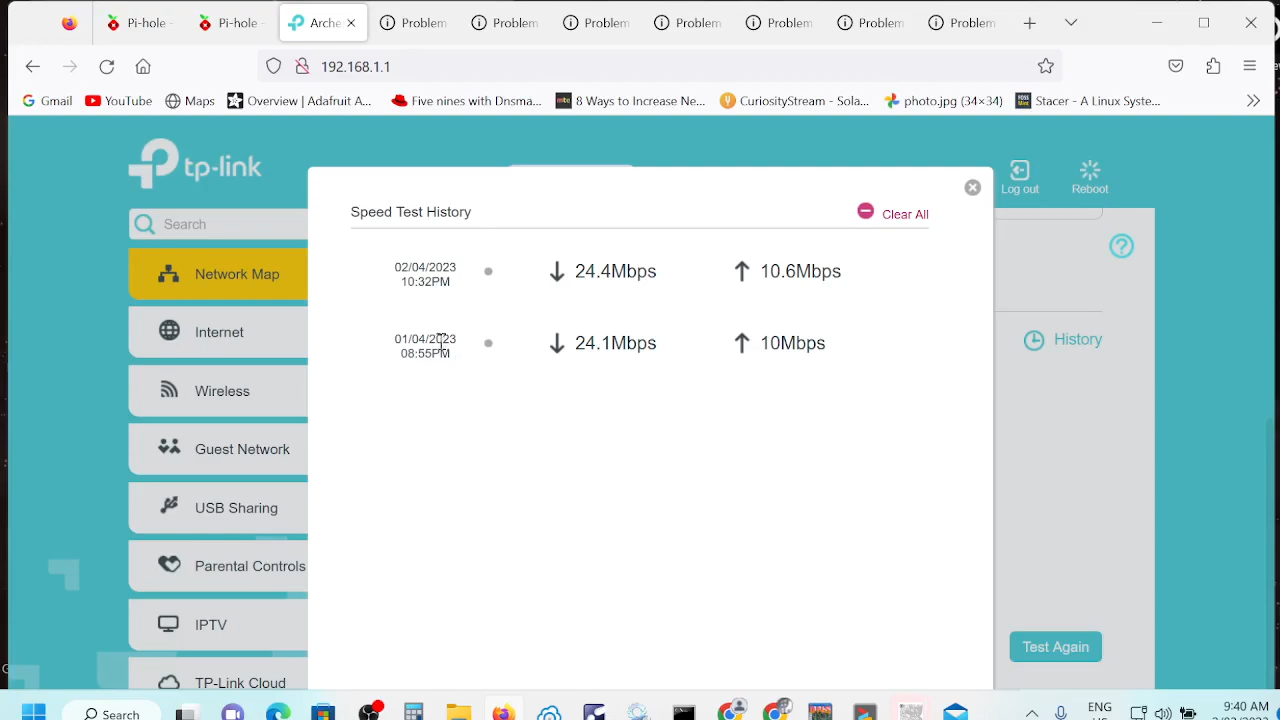 Pi-hole
Pi-hole
Arche
Problem
Problem
Problem
Problem
Problem
Problem
Problem
192.168.1.1
Gmail
YouTube
Maps
Overview | Adafruit A...
Five nines with Dnsma...
mte
8 Ways to Increase Ne...
CuriosityStream - Sola...
photo.jpg (34×34)
FOSS
Stacer - A Linux Syste...
tp-link
Log out
Reboot
Search
Speed Test History
Clear All
Network Map
02/04/2023
10:32PM
24.4Mbps
10.6Mbps
Internet
01/04/2023
08:55PM
24.1Mbps
10Mbps
History
Wireless
Guest Network
USB Sharing
Parental Controls
IPTV
Test Again
TP-Link Cloud
Search
ENG
9:40 AM